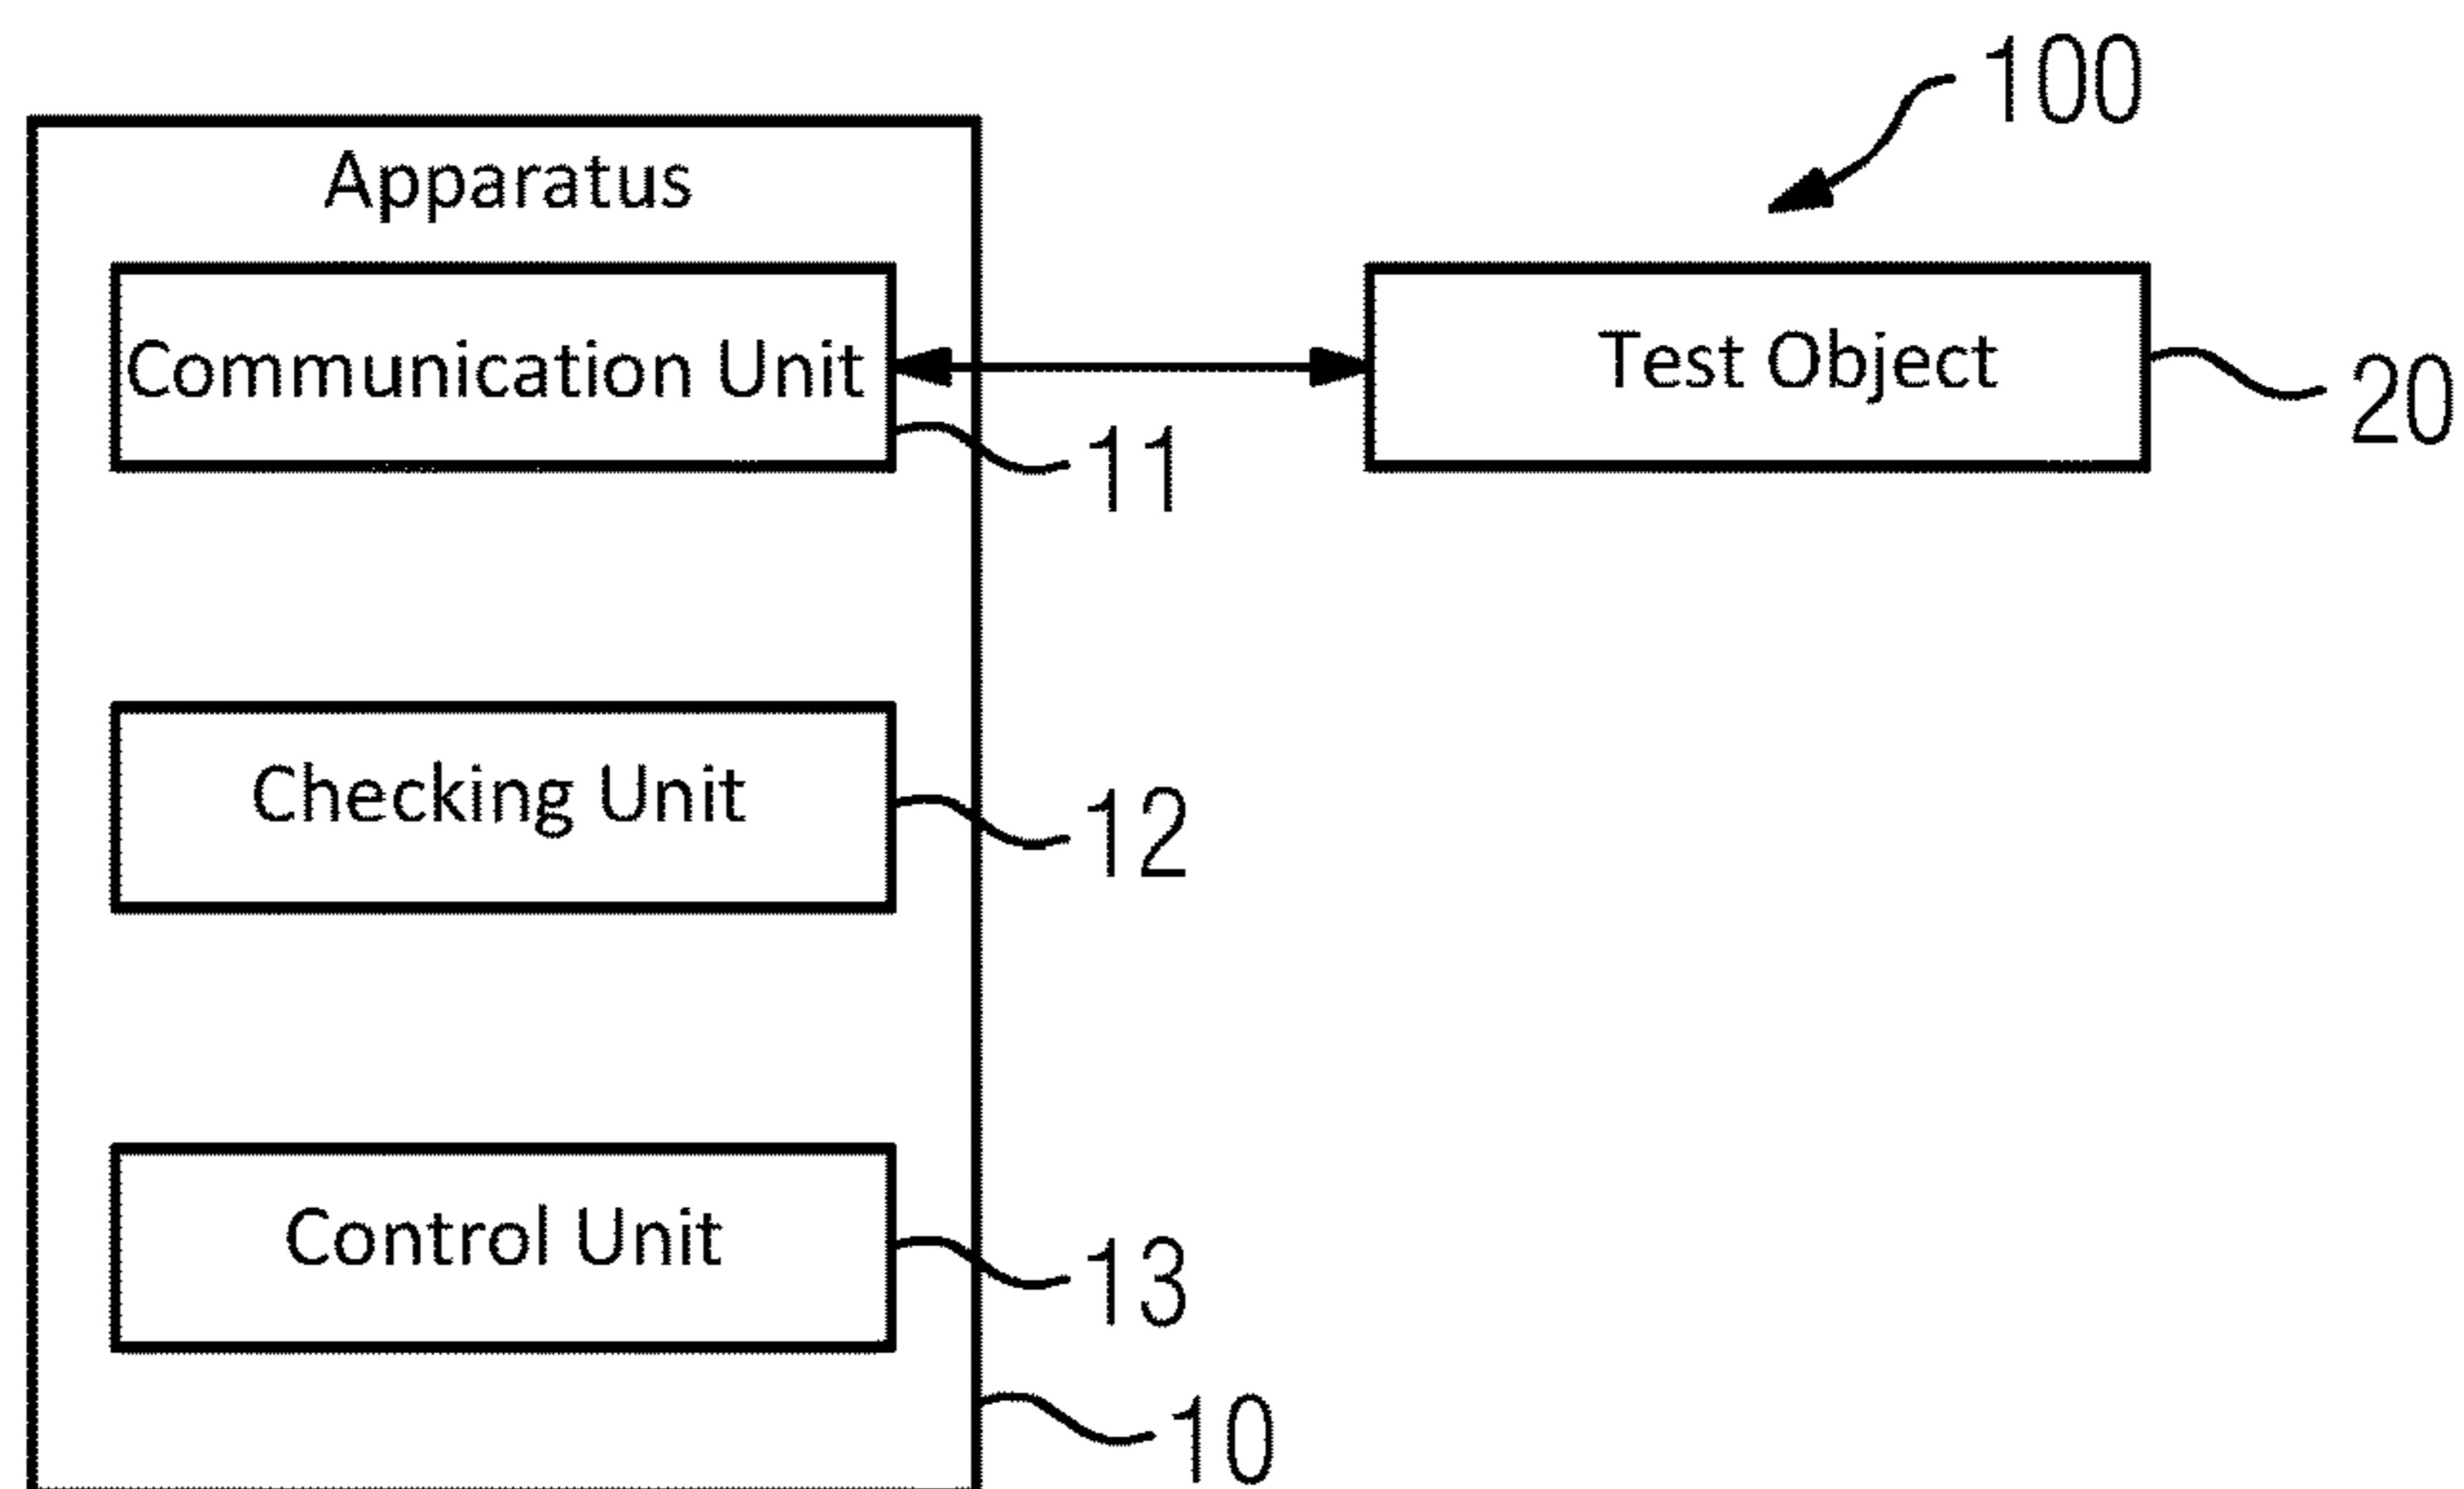 100
Apparatus
Communication Unit
Test Object
20
11
Checking Unit
12
Control Unit
13
10